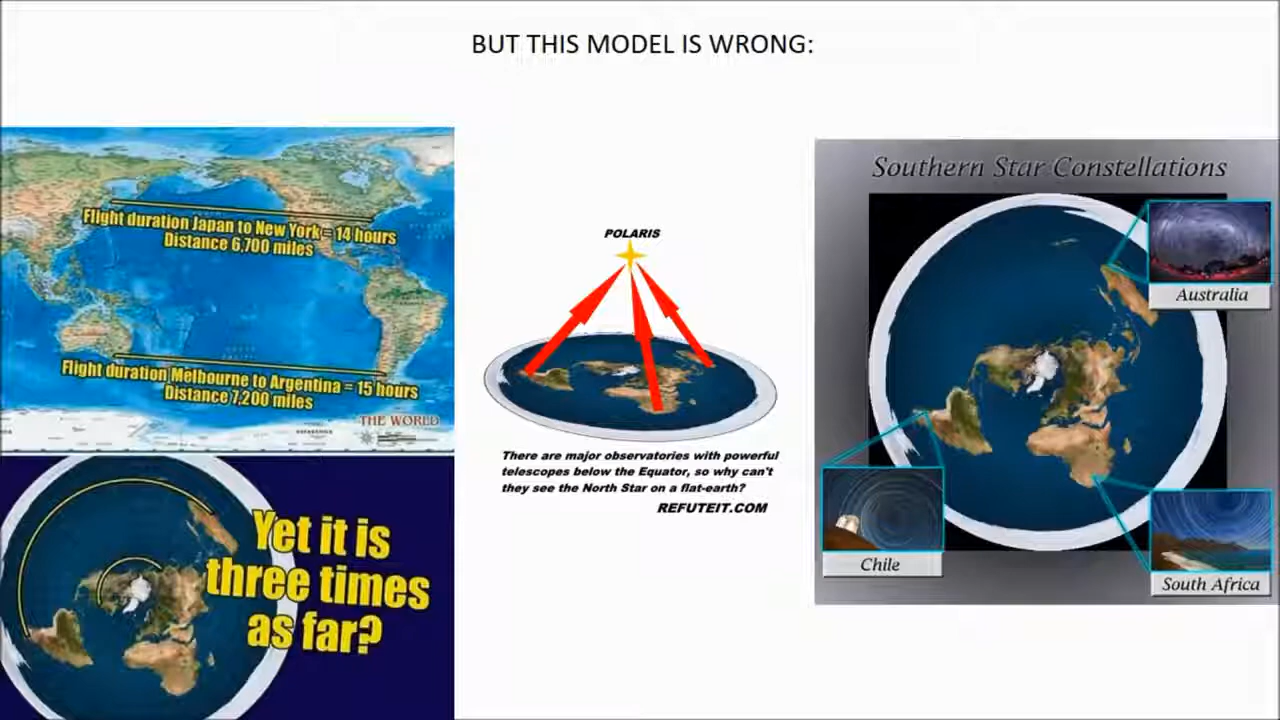 BUT THIS MODEL IS WRONG:
Flight duration Japan to New York = 14 hours
Distance 6,700 miles
Flight duration Melbourne to Argentina = 15 hours
Distance 7,200 miles
THE WORLD
Yet it is
three times
as far?
POLARIS
There are major observatories with powerful
telescopes below the Equator, so why can't
they see the North Star on a flat-earth?
REFUTEIT.COM
Southern Star Constellations
Australia
Chile
South Africa